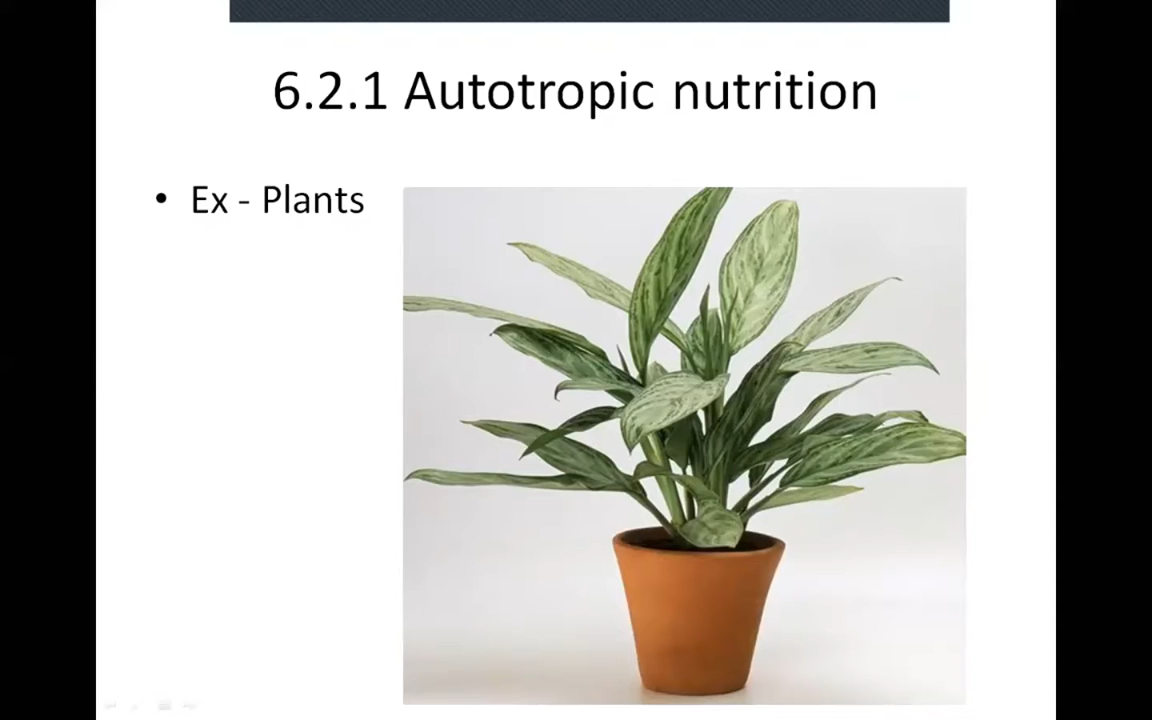 6.2.1 Autotropic nutrition
• Ex - Plants